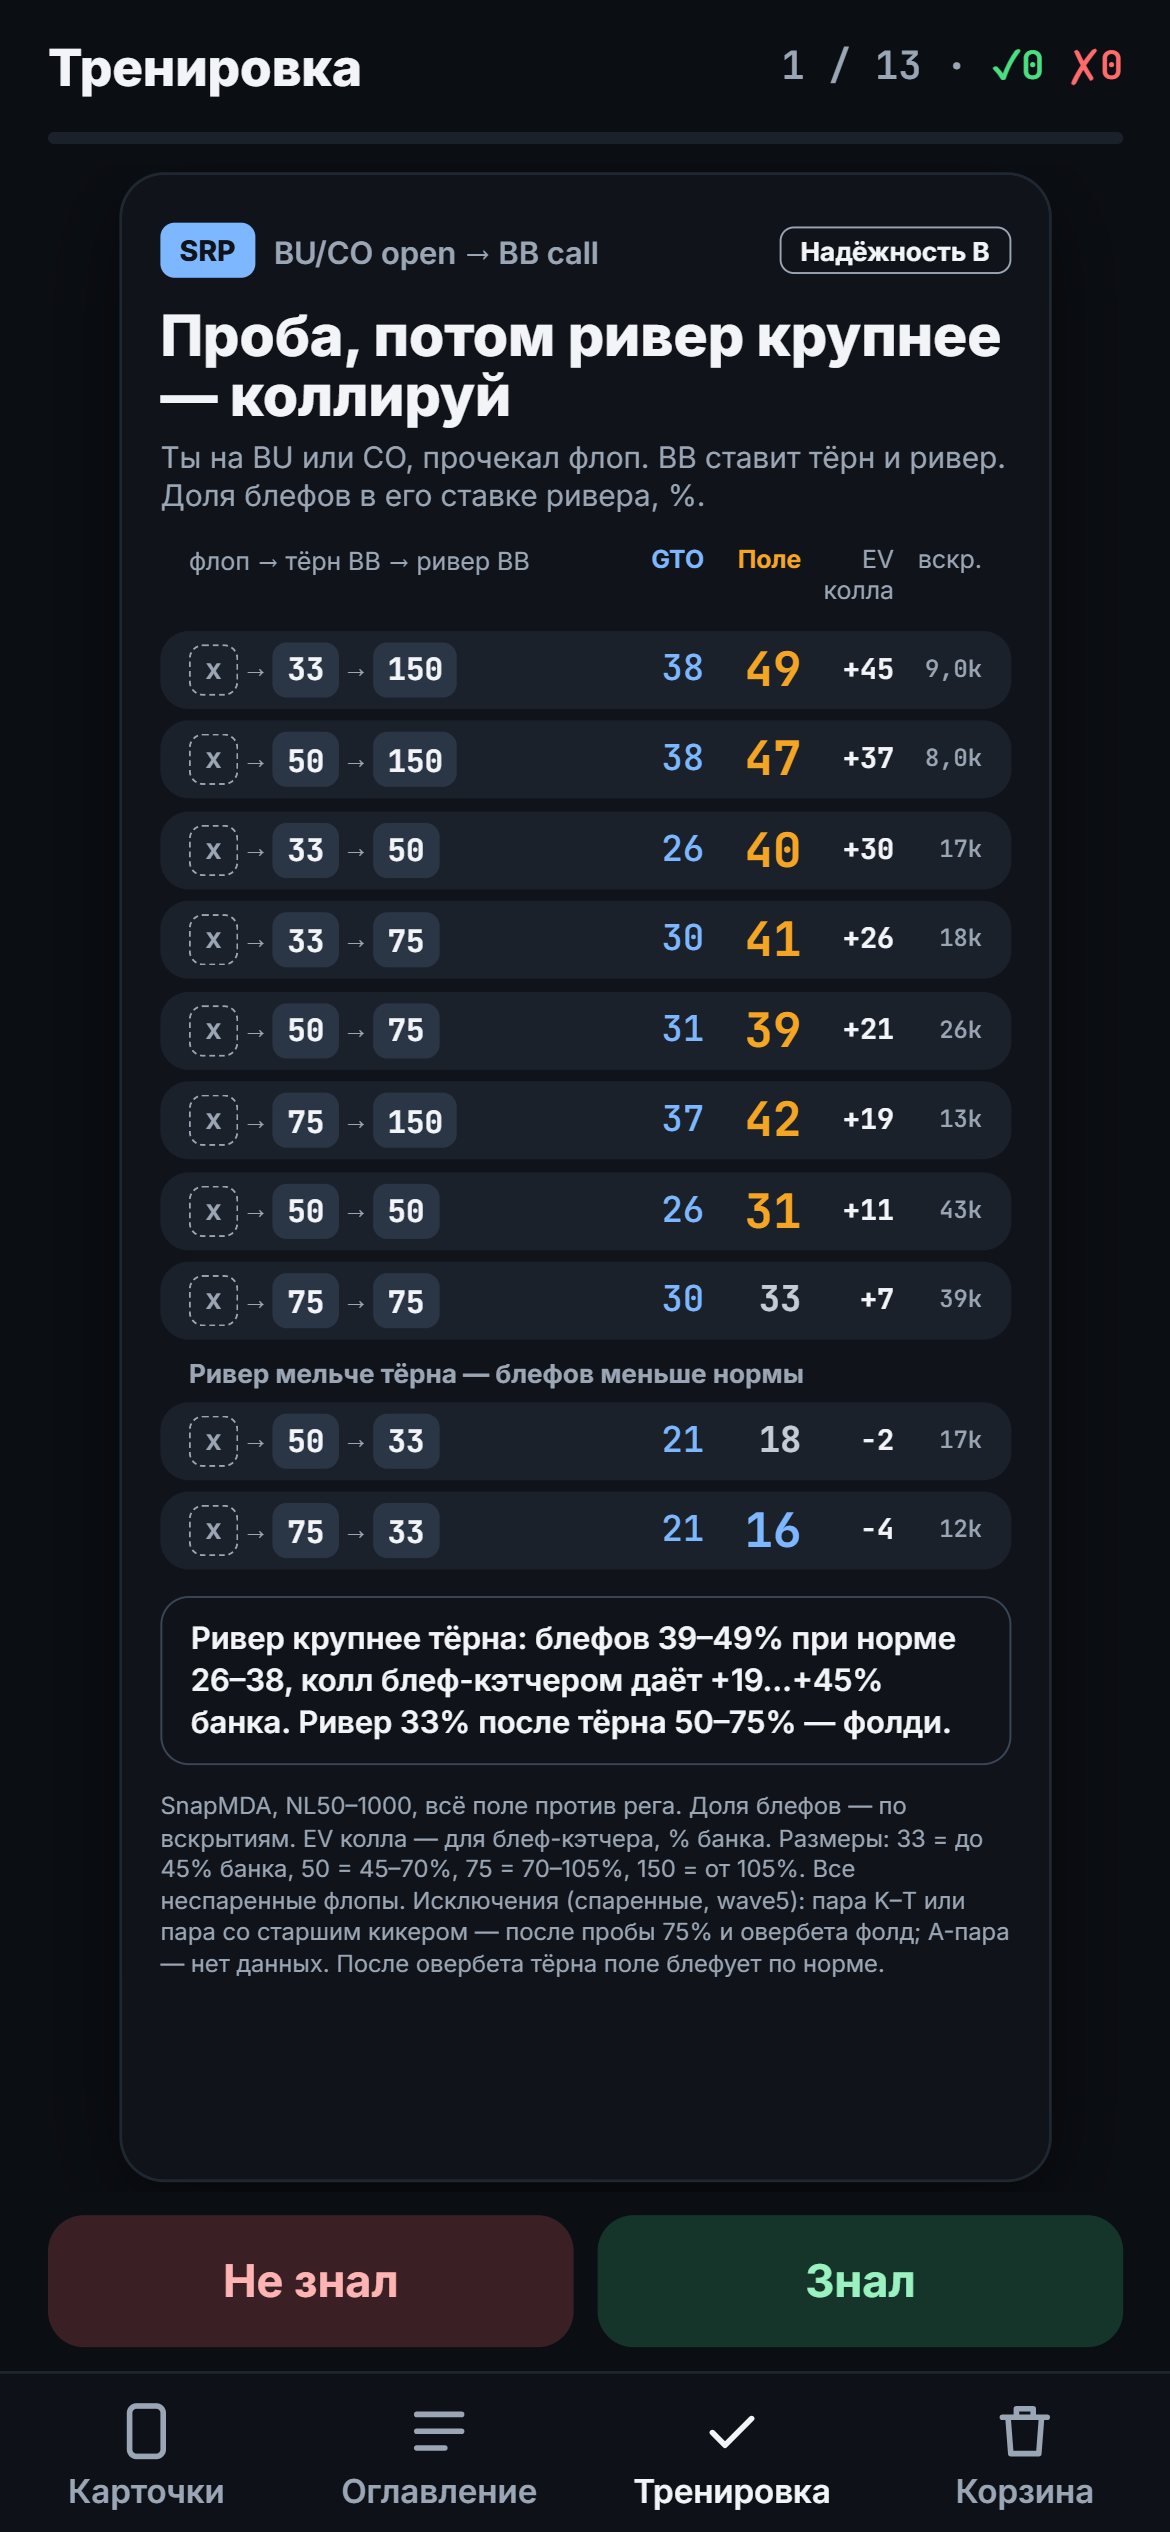 Тренировка
1 / 13 · ✓0 ✗0
SRP BU/CO open → BB call Надёжность B
Проба, потом ривер крупнее
— коллируй
Ты на BU или CO, прочекал флоп. BB ставит тёрн и ривер.
Доля блефов в его ставке ривера, %.
флоп → тёрн BB → ривер BB GTO Поле EV колла вскр.
x → 33 → 150 38 49 +45 9,0k
x → 50 → 150 38 47 +37 8,0k
x → 33 → 50 26 40 +30 17k
x → 33 → 75 30 41 +26 18k
x → 50 → 75 31 39 +21 26k
x → 75 → 150 37 42 +19 13k
x → 50 → 50 26 31 +11 43k
x → 75 → 75 30 33 +7 39k
Ривер мельче тёрна — блефов меньше нормы
x → 50 → 33 21 18 -2 17k
x → 75 → 33 21 16 -4 12k
Ривер крупнее тёрна: блефов 39–49% при норме
26–38, колл блеф-кэтчером даёт +19…+45%
банка. Ривер 33% после тёрна 50–75% — фолди.
SnapMDA, NL50–1000, всё поле против рега. Доля блефов — по
вскрытиям. EV колла — для блеф-кэтчера, % банка. Размеры: 33 = до
45% банка, 50 = 45–70%, 75 = 70–105%, 150 = от 105%. Все
неспаренные флопы. Исключения (спаренные, wave5): пара K–T или
пара со старшим кикером — после пробы 75% и овербета фолд; A-пара
— нет данных. После овербета тёрна поле блефует по норме.
Не знал
Знал
Карточки
Оглавление
Тренировка
Корзина